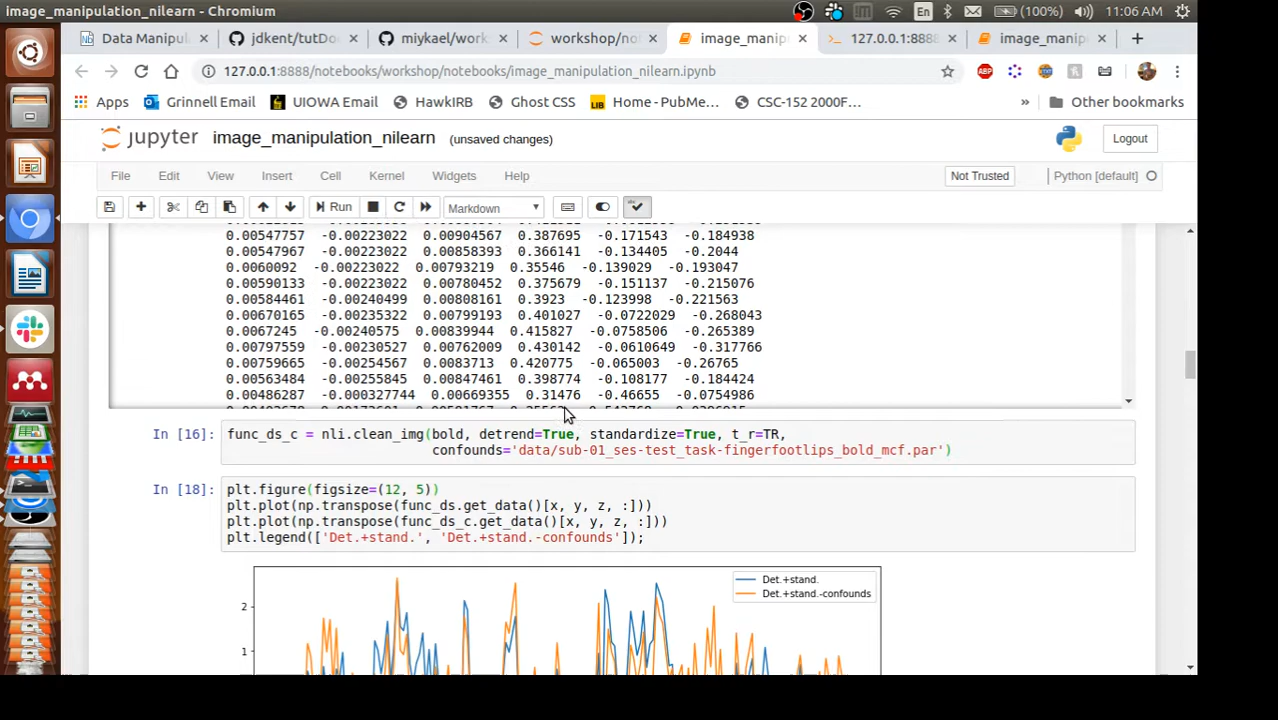 image_manipulation_nilearn - Chromium
En (100%) 11:06 AM
Data Manipul
jdkent/tutDo
miykael/work
workshop/no
image_manip
127.0.0.1:888
image_manip
127.0.0.1:8888/notebooks/workshop/notebooks/image_manipulation_nilearn.ipynb
Apps Grinnell Email UIOWA Email HawkIRB Ghost CSS Home - PubMe... CSC-152 2000F... » Other bookmarks
jupyter image_manipulation_nilearn (unsaved changes) Logout
File Edit View Insert Cell Kernel Widgets Help Not Trusted Python [default]
Run Markdown
0.00547757 -0.00223022 0.00904567 0.387695 -0.171543 -0.184938
0.00547967 -0.00223022 0.00858393 0.366141 -0.134405 -0.2044
0.0060092 -0.00223022 0.00793219 0.35546 -0.139029 -0.193047
0.00590133 -0.00223022 0.00780452 0.375679 -0.151137 -0.215076
0.00584461 -0.00240499 0.00808161 0.3923 -0.123998 -0.221563
0.00670165 -0.00235322 0.00799193 0.401027 -0.0722029 -0.268043
0.0067245 -0.00240575 0.00839944 0.415827 -0.0758506 -0.265389
0.00797559 -0.00230527 0.00762009 0.430142 -0.0610649 -0.317766
0.00759665 -0.00254567 0.0083713 0.420775 -0.065003 -0.26765
0.00563484 -0.00255845 0.00847461 0.398774 -0.108177 -0.184424
0.00486287 -0.000327744 0.00669355 0.31476 -0.46655 -0.0754986
In [16]: func_ds_c = nli.clean_img(bold, detrend=True, standardize=True, t_r=TR,
confounds='data/sub-01_ses-test_task-fingerfootlips_bold_mcf.par')
In [18]: plt.figure(figsize=(12, 5))
plt.plot(np.transpose(func_ds.get_data()[x, y, z, :]))
plt.plot(np.transpose(func_ds_c.get_data()[x, y, z, :]))
plt.legend(['Det.+stand.', 'Det.+stand.-confounds']);
Det.+stand.
Det.+stand.-confounds
2
1